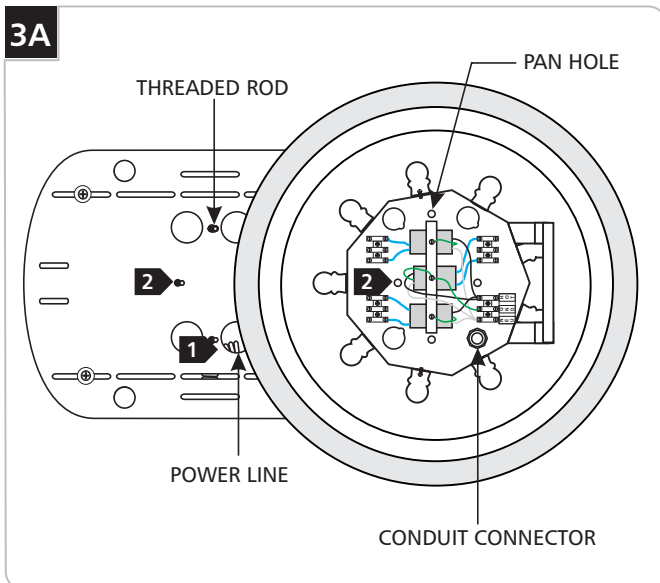 3A
PAN HOLE
THREADED ROD
2
2
1
POWER LINE
CONDUIT CONNECTOR